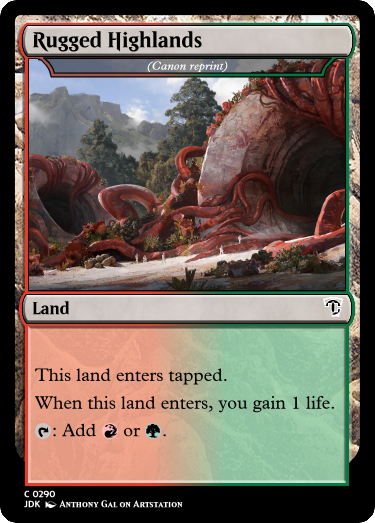 Rugged Highlands
(Canon reprint)
Land
This land enters tapped.
When this land enters, you gain 1 life.
: Add or .
C 0290
JDK Anthony Gal on Artstation